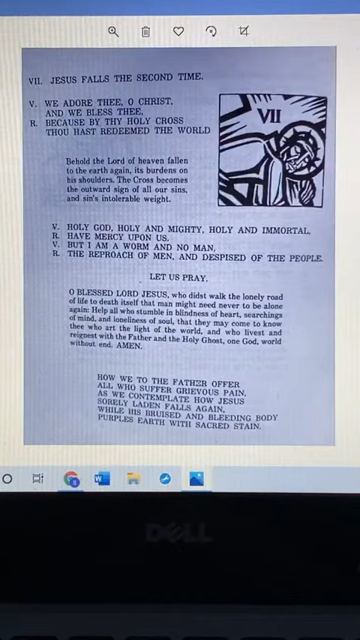 VII. JESUS FALLS THE SECOND TIME.
V. WE ADORE THEE, O CHRIST,
AND WE BLESS THEE,
R. BECAUSE BY THY HOLY CROSS
THOU HAST REDEEMED THE WORLD
VII
Behold the Lord of heaven fallen
to the earth again, its burdens on
his shoulders. The Cross becomes
the outward sign of all our sins,
and sin's intolerable weight.
V. HOLY GOD, HOLY AND MIGHTY, HOLY AND IMMORTAL,
R. HAVE MERCY UPON US.
V. BUT I AM A WORM AND NO MAN,
R. THE REPROACH OF MEN, AND DESPISED OF THE PEOPLE.
LET US PRAY.
O BLESSED LORD JESUS, who didst walk the lonely road
of life to death itself that man might need never to be alone
again: Help all who stumble in blindness of heart, searchings
of mind, and loneliness of soul, that they may come to know
thee who art the light of the world, and who livest and
reignest with the Father and the Holy Ghost, one God, world
without end. AMEN.
HOW WE TO THE FATHER OFFER
ALL WHO SUFFER GRIEVOUS PAIN,
AS WE CONTEMPLATE HOW JESUS
SORELY LADEN FALLS AGAIN,
WHILE HIS BRUISED AND BLEEDING BODY
PURPLES EARTH WITH SACRED STAIN.
DELL